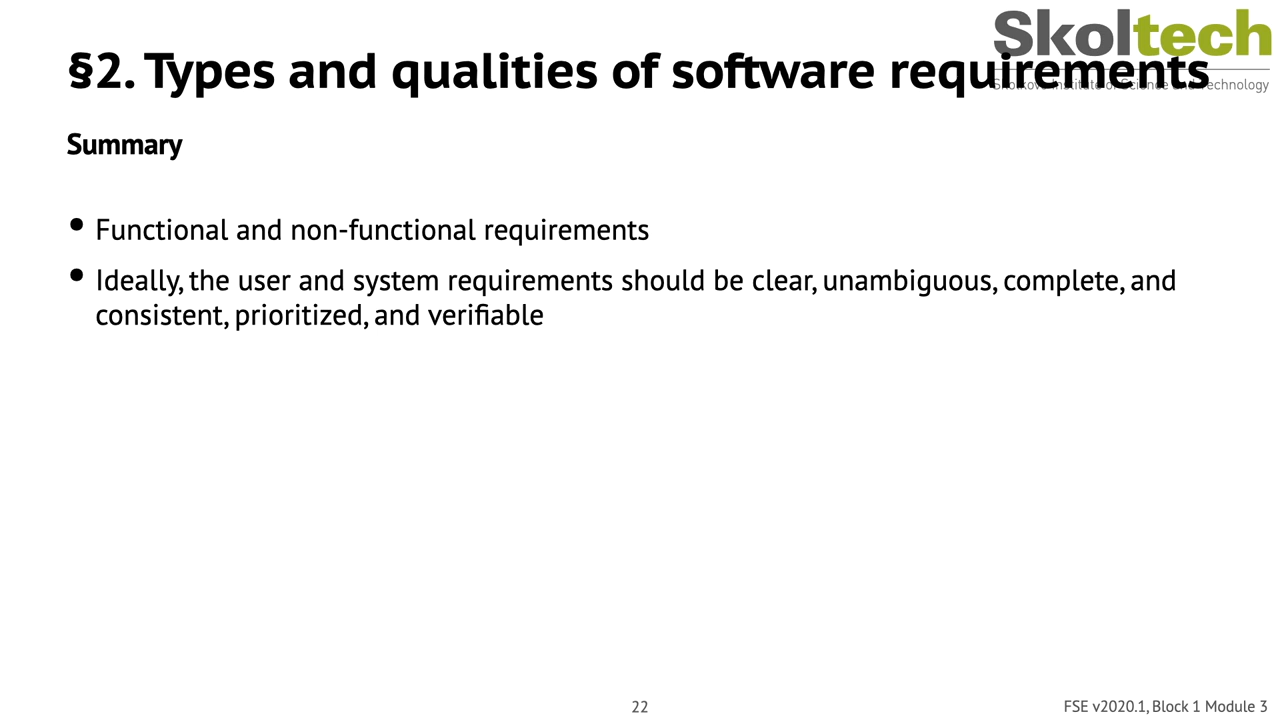 Skoltech
§2. Types and qualities of software requirements
Skolkovo Institute of Science and Technology
Summary
• Functional and non-functional requirements
• Ideally, the user and system requirements should be clear, unambiguous, complete, and
consistent, prioritized, and verifiable
22
FSE v2020.1, Block 1 Module 3